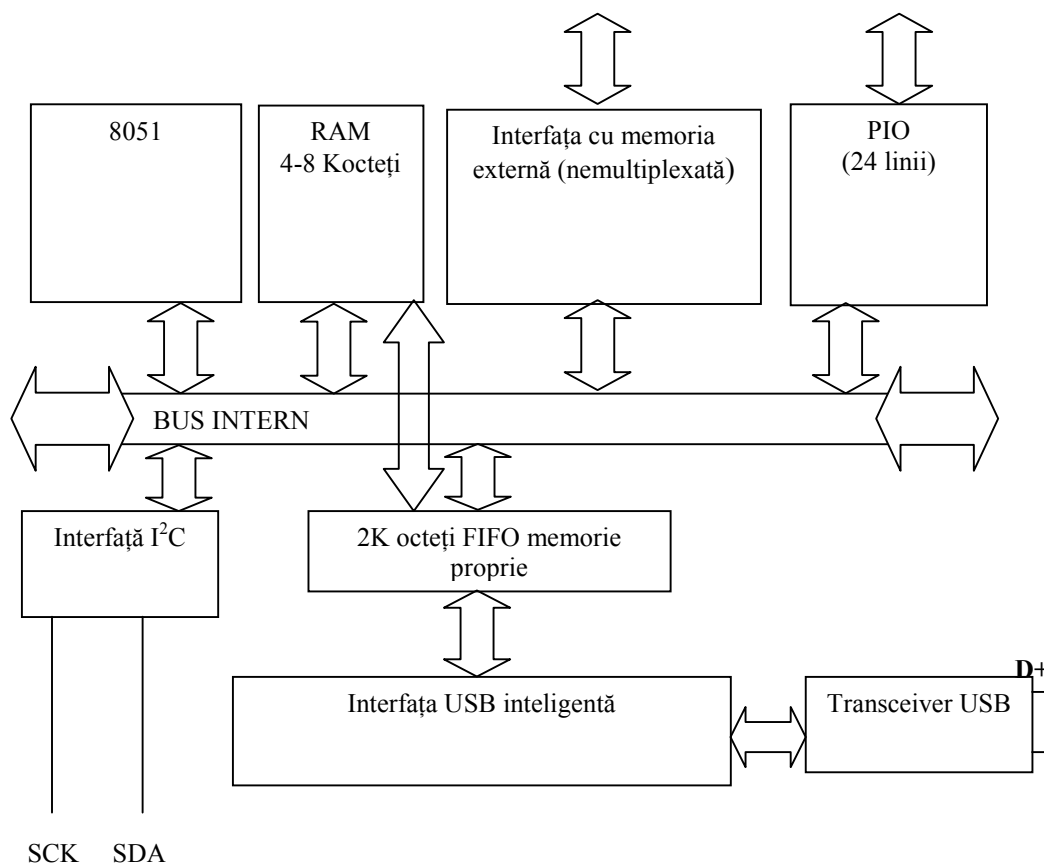 8051
RAM
4-8 Kocteți
Interfața cu memoria
externă (nemultiplexată)
PIO
(24 linii)
BUS INTERN
Interfață I²C
2K octeți FIFO memorie
proprie
D+
Interfața USB inteligentă
Transceiver USB
SCK SDA